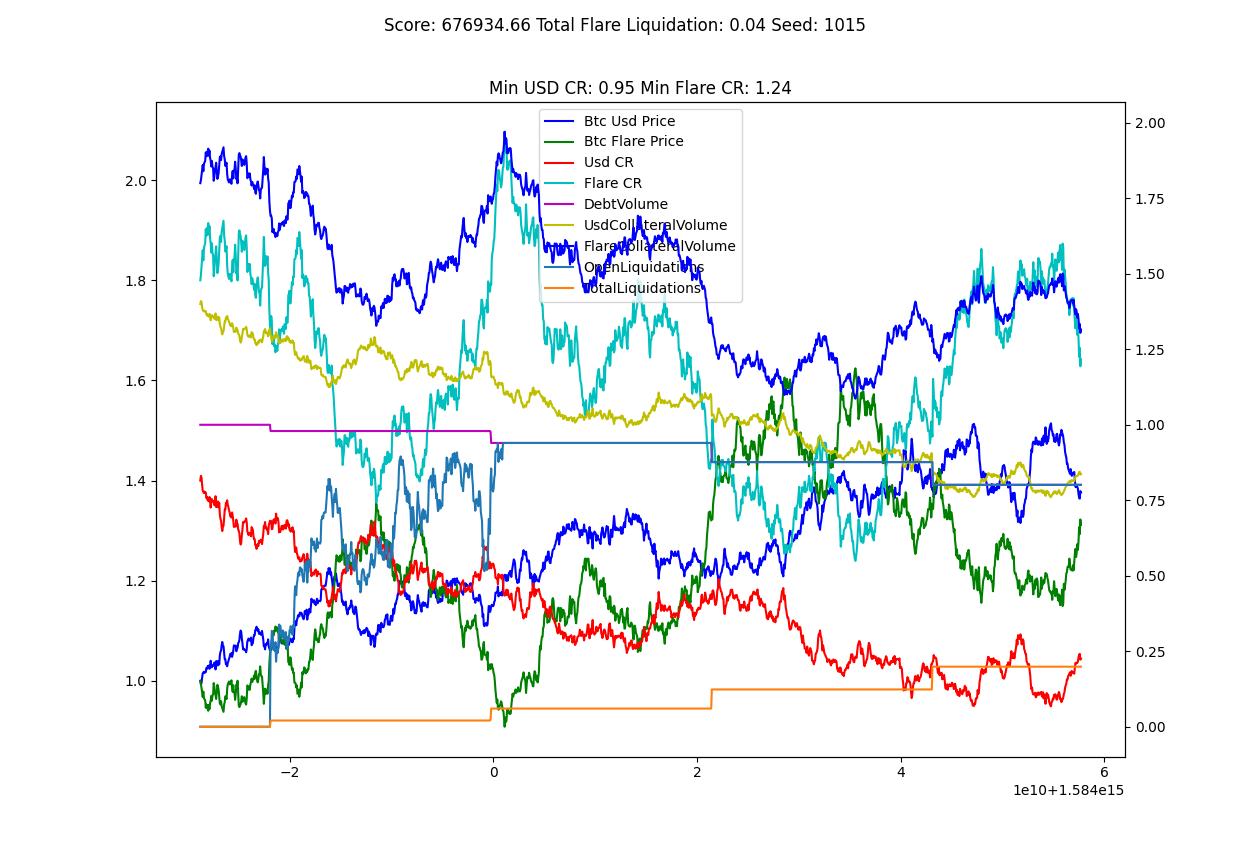 Score: 676934.66 Total Flare Liquidation: 0.04 Seed: 1015
Min USD CR: 0.95 Min Flare CR: 1.24
Btc Usd Price
Btc Flare Price
Usd CR
Flare CR
DebtVolume
UsdCollateralVolume
FlareCollateralVolume
OpenLiquidations
TotalLiquidations
2.0
1.8
1.6
1.4
1.2
1.0
2.00
1.75
1.50
1.25
1.00
0.75
0.50
0.25
0.00
−2
0
2
4
6
1e10+1.584e15